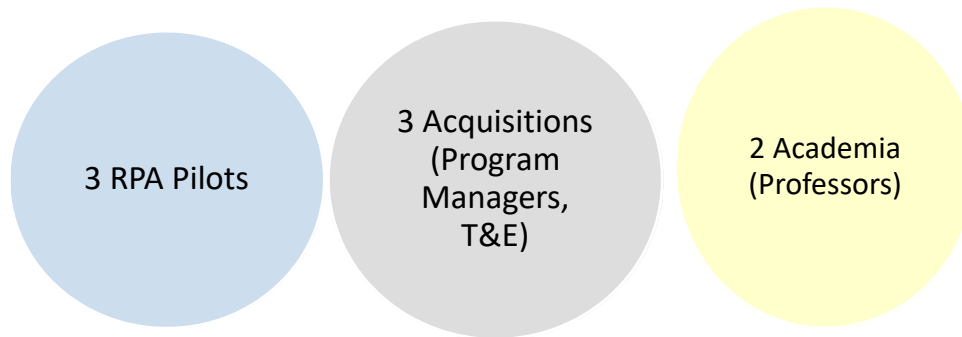 3 RPA Pilots
3 Acquisitions
(Program
Managers,
T&E)
2 Academia
(Professors)